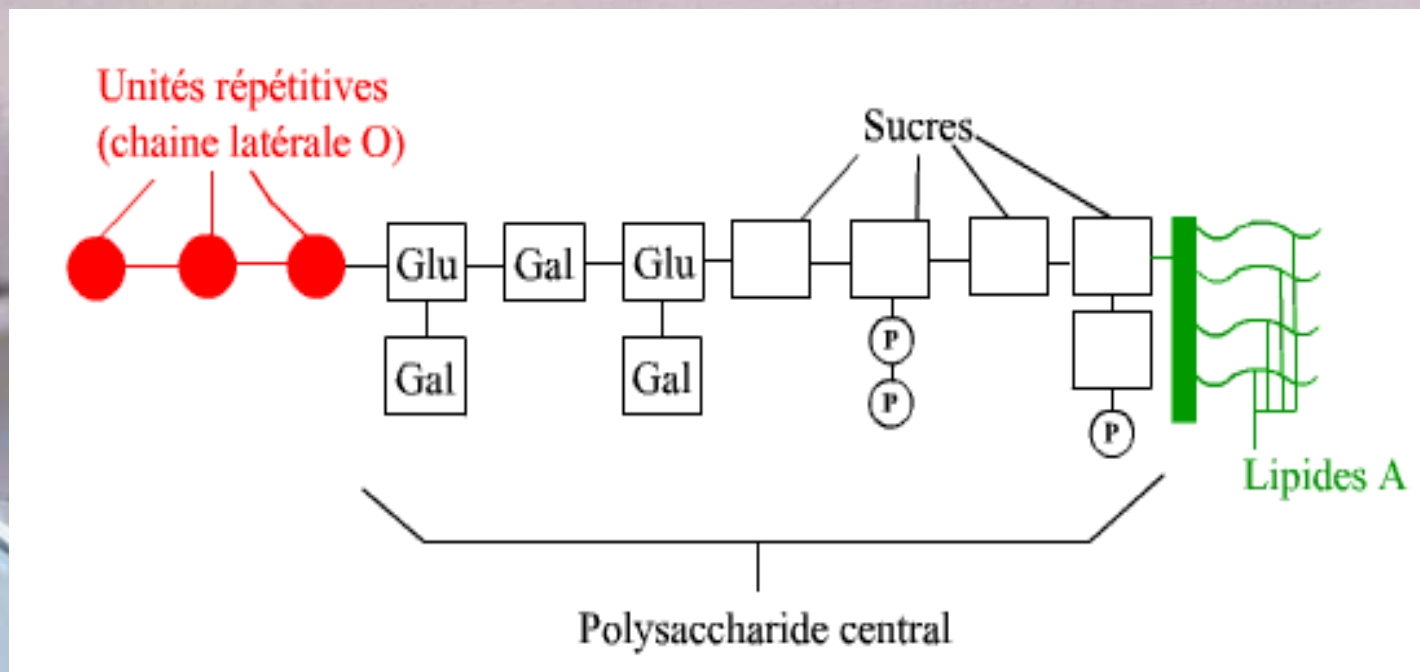 Unités répétitives
(chaine latérale O)
Sucres
Glu
Gal
Glu
Gal
Gal
P
P
P
Lipides A
Polysaccharide central